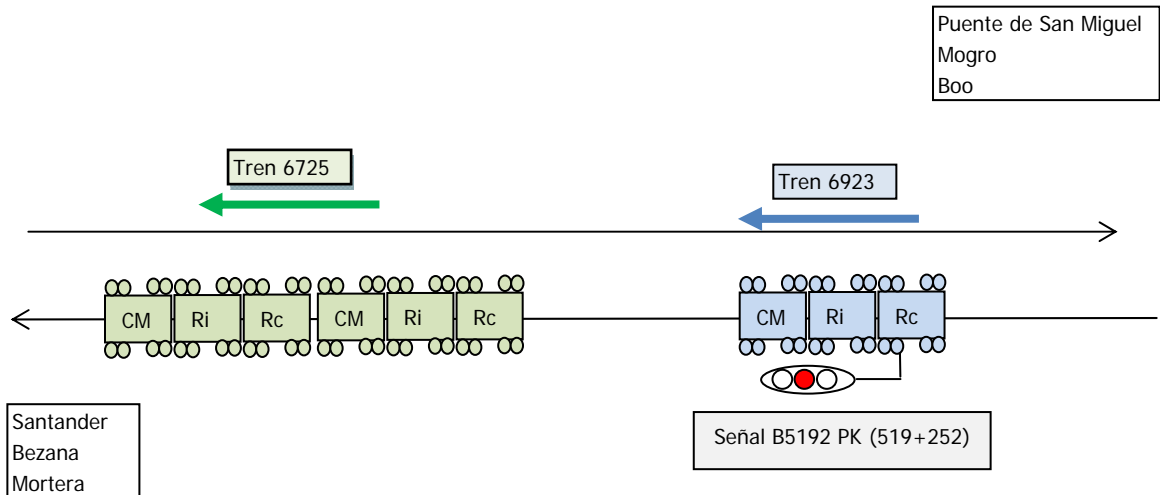 Puente de San Miguel
Mogro
Boo
Tren 6725
Tren 6923
CM Ri Rc CM Ri Rc
CM Ri Rc
Señal B5192 PK (519+252)
Santander
Bezana
Mortera